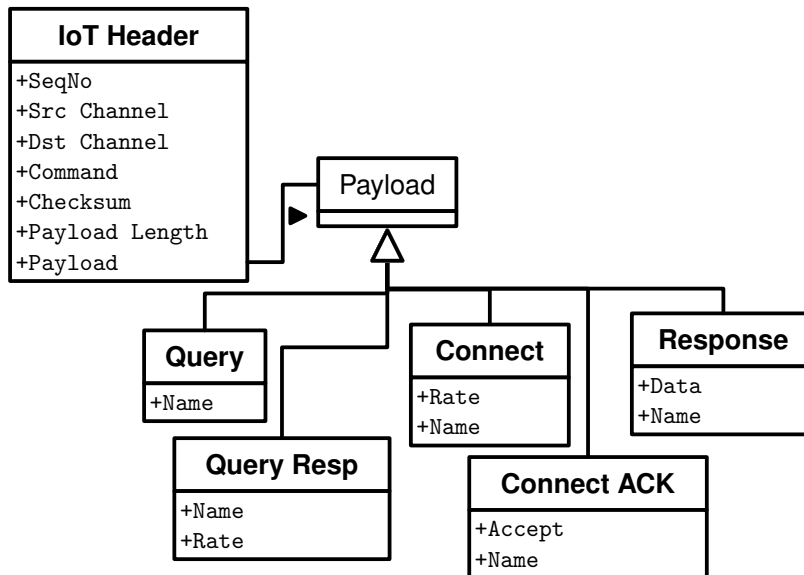 IoT Header
+SeqNo
+Src Channel
+Dst Channel
+Command
+Checksum
+Payload Length
+Payload
Payload
Query
+Name
Query Resp
+Name
+Rate
Connect
+Rate
+Name
Connect ACK
+Accept
+Name
Response
+Data
+Name